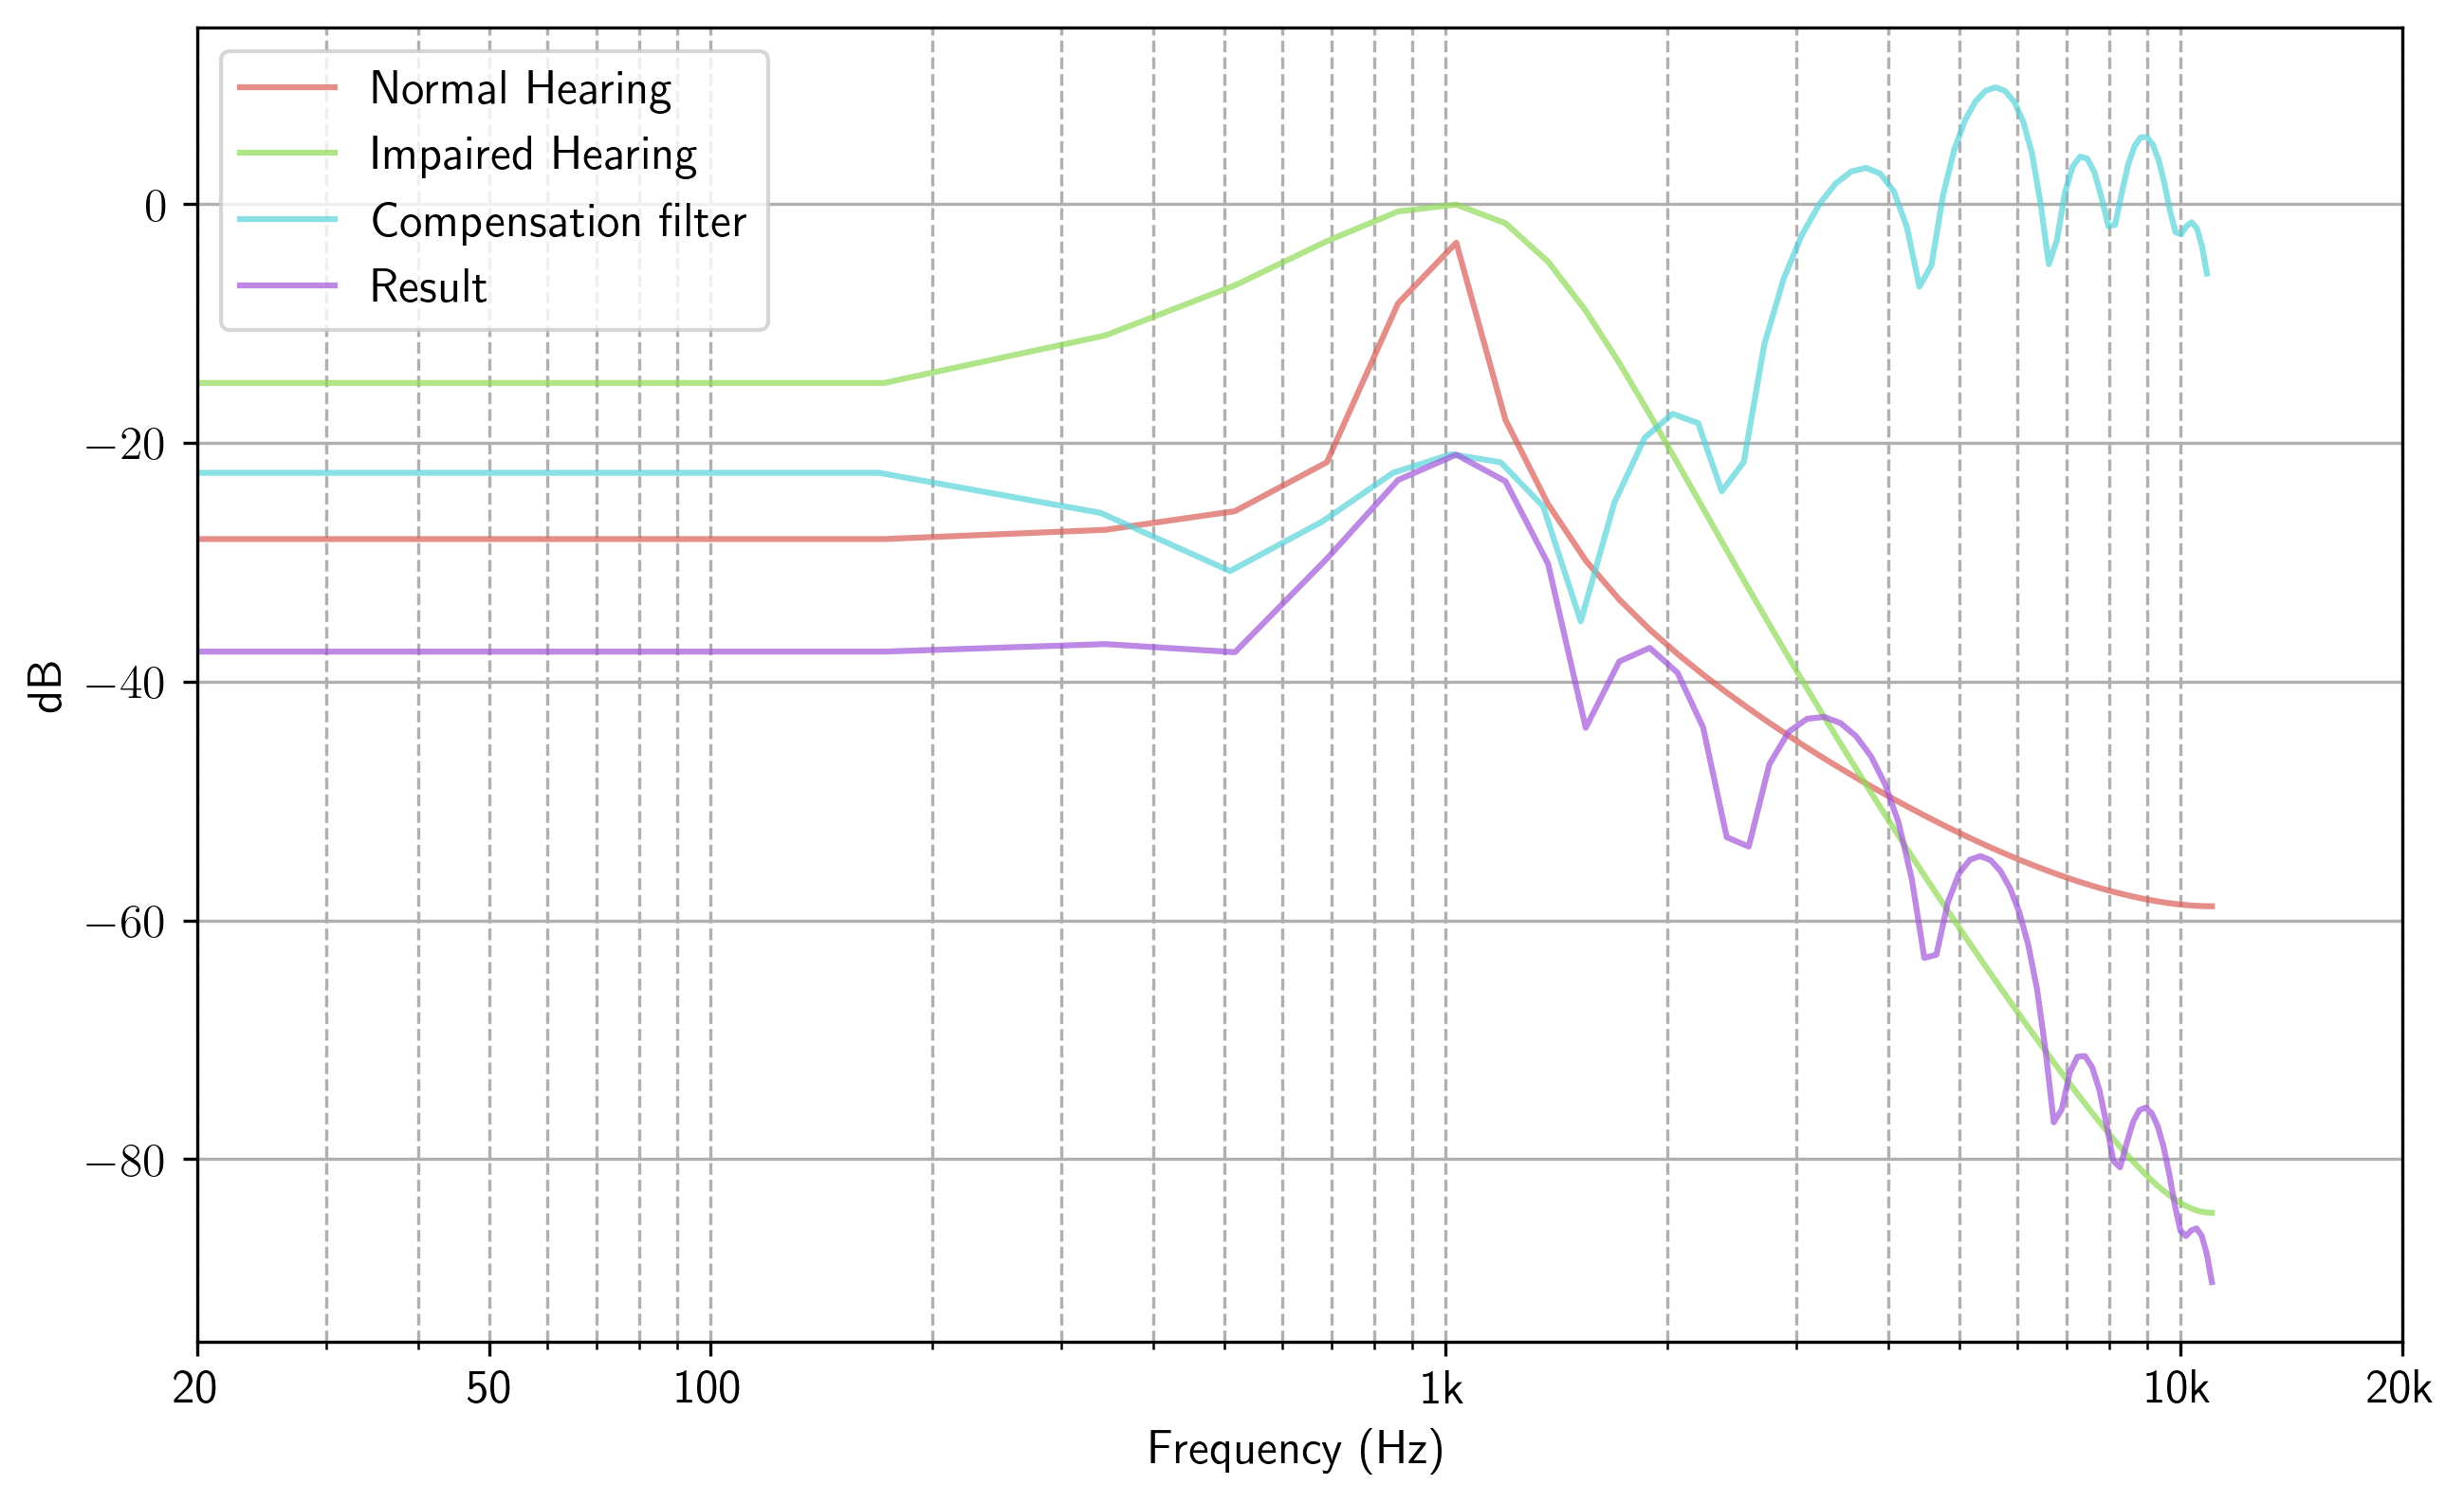 Normal Hearing
Impaired Hearing
Compensation filter
Result
0
−20
−40
−60
−80
dB
20 50 100 1k 10k 20k
Frequency (Hz)